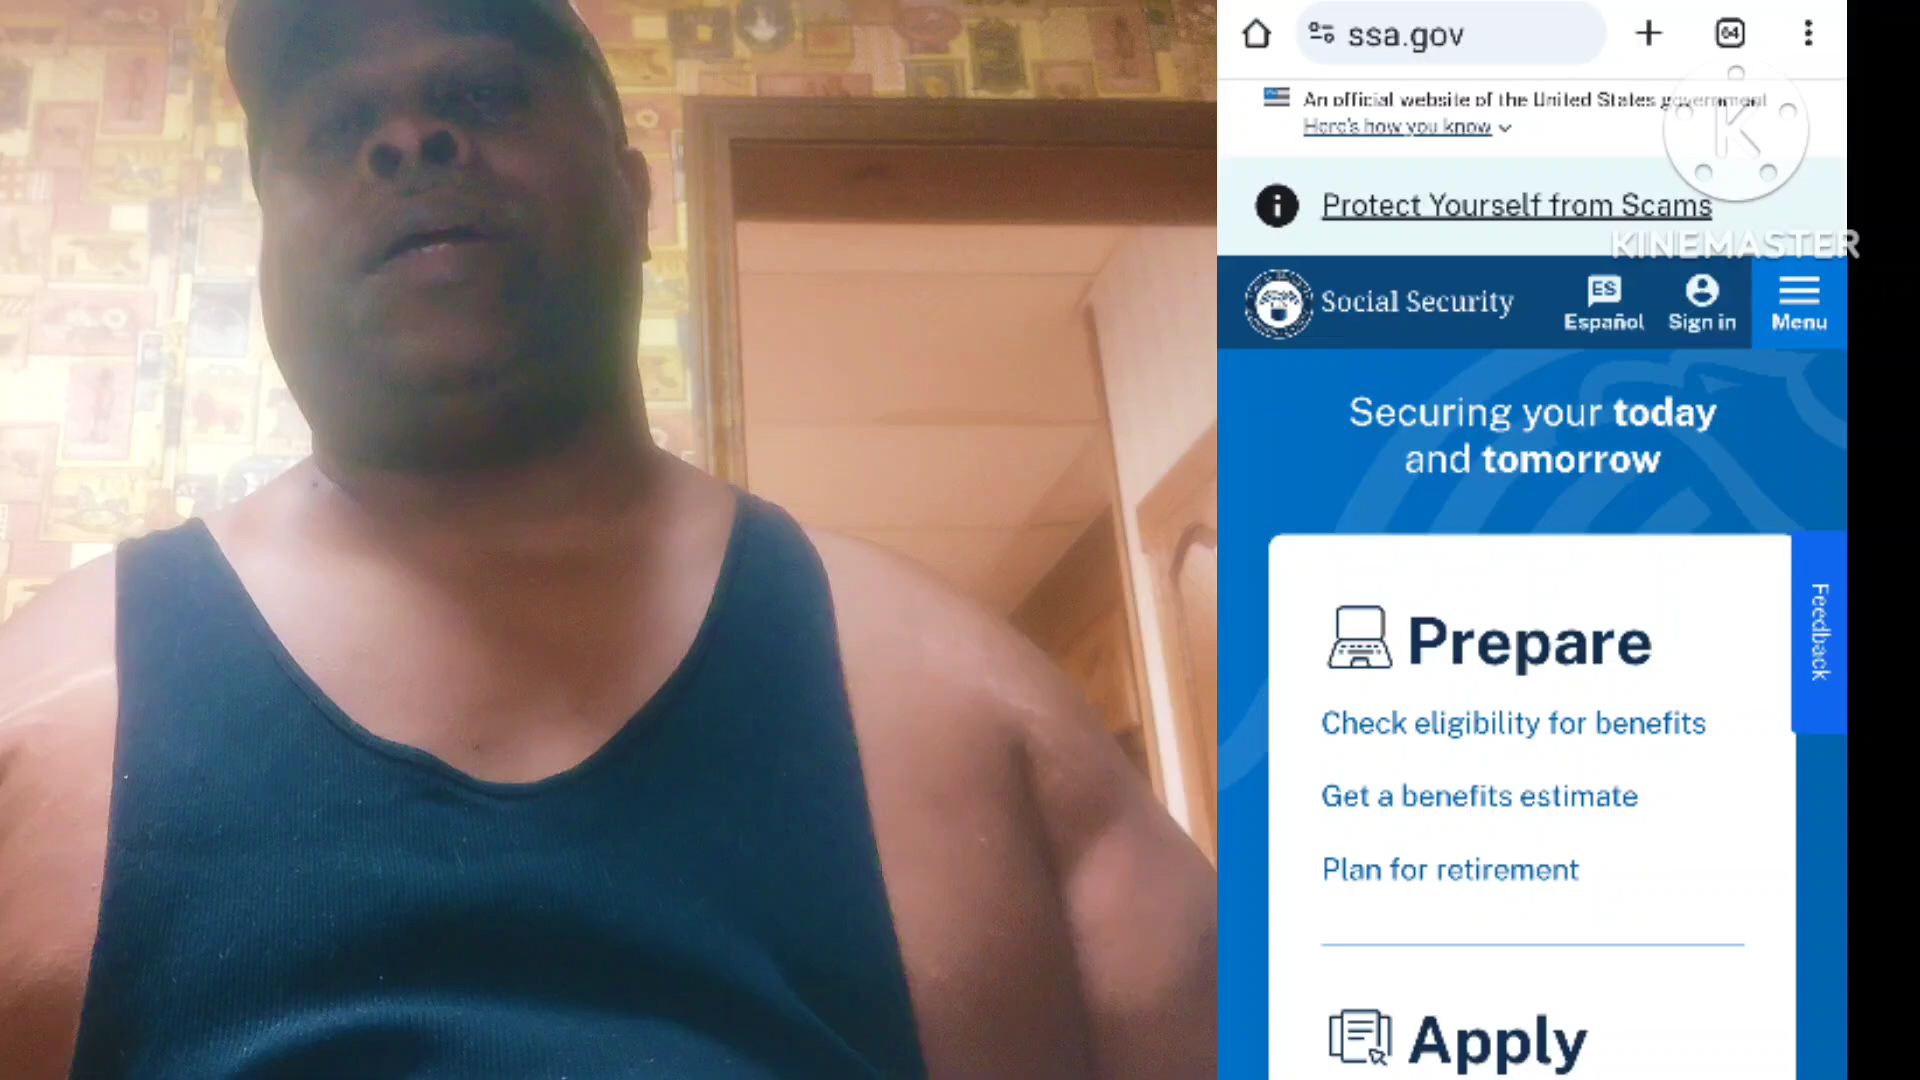 ssa.gov
64
An official website of the United States government
Here's how you know
Protect Yourself from Scams
K
KINEMASTER
Social Security
ES
Español
Sign in
Menu
Securing your today
and tomorrow
Prepare
Check eligibility for benefits
Get a benefits estimate
Plan for retirement
Feedback
Apply